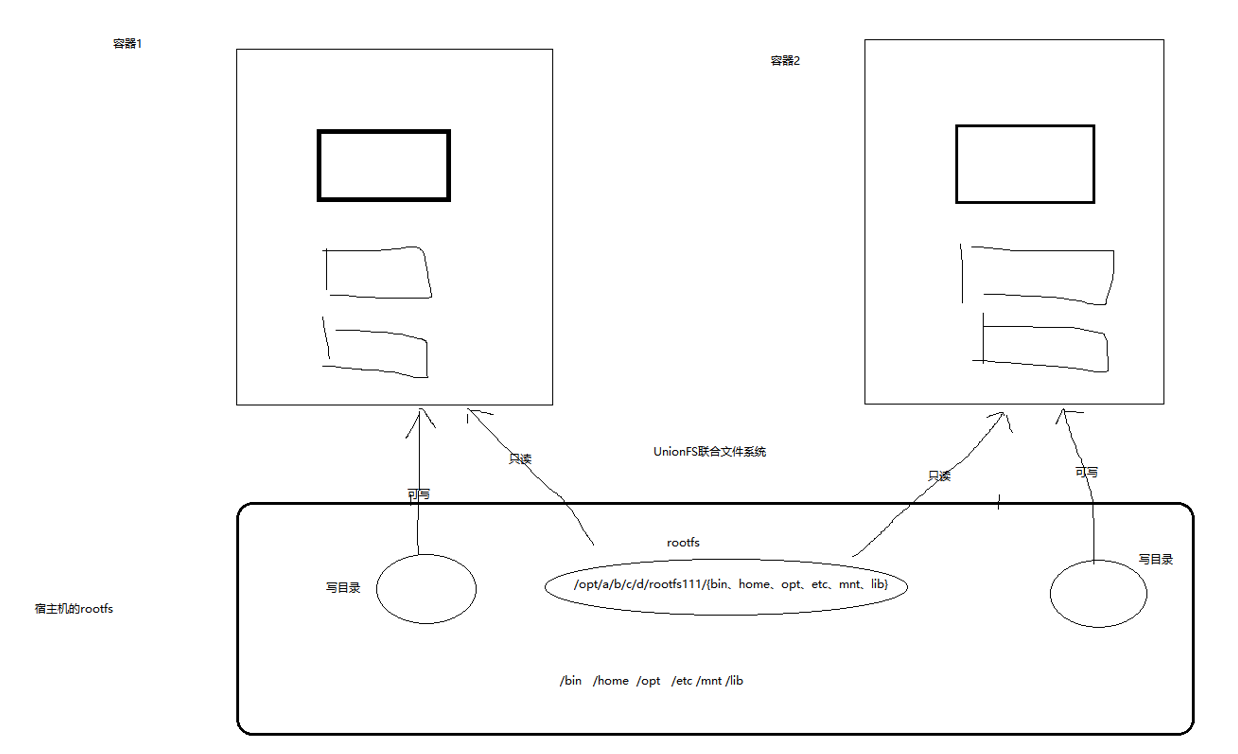 容器1
容器2
UnionFS联合文件系统
只读
只读
可写
可写
rootfs
写目录
/opt/a/b/c/d/rootfs111/{bin、home、opt、etc、mnt、lib}
写目录
宿主机的rootfs
/bin /home /opt /etc /mnt /lib